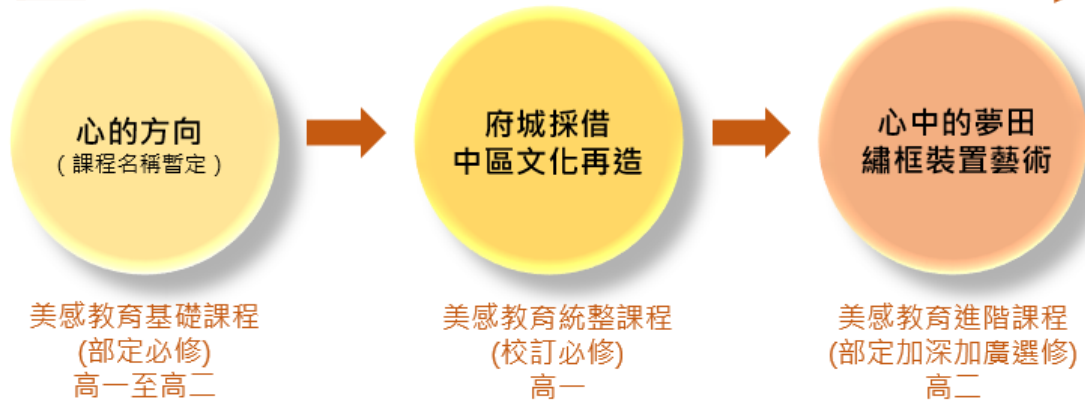 心的方向
(課程名稱暫定)
美感教育基礎課程
(部定必修)
高一至高二
府城採借
中區文化再造
美感教育統整課程
(校訂必修)
高一
心中的夢田
繡框裝置藝術
美感教育進階課程
(部定加深加廣選修)
高二